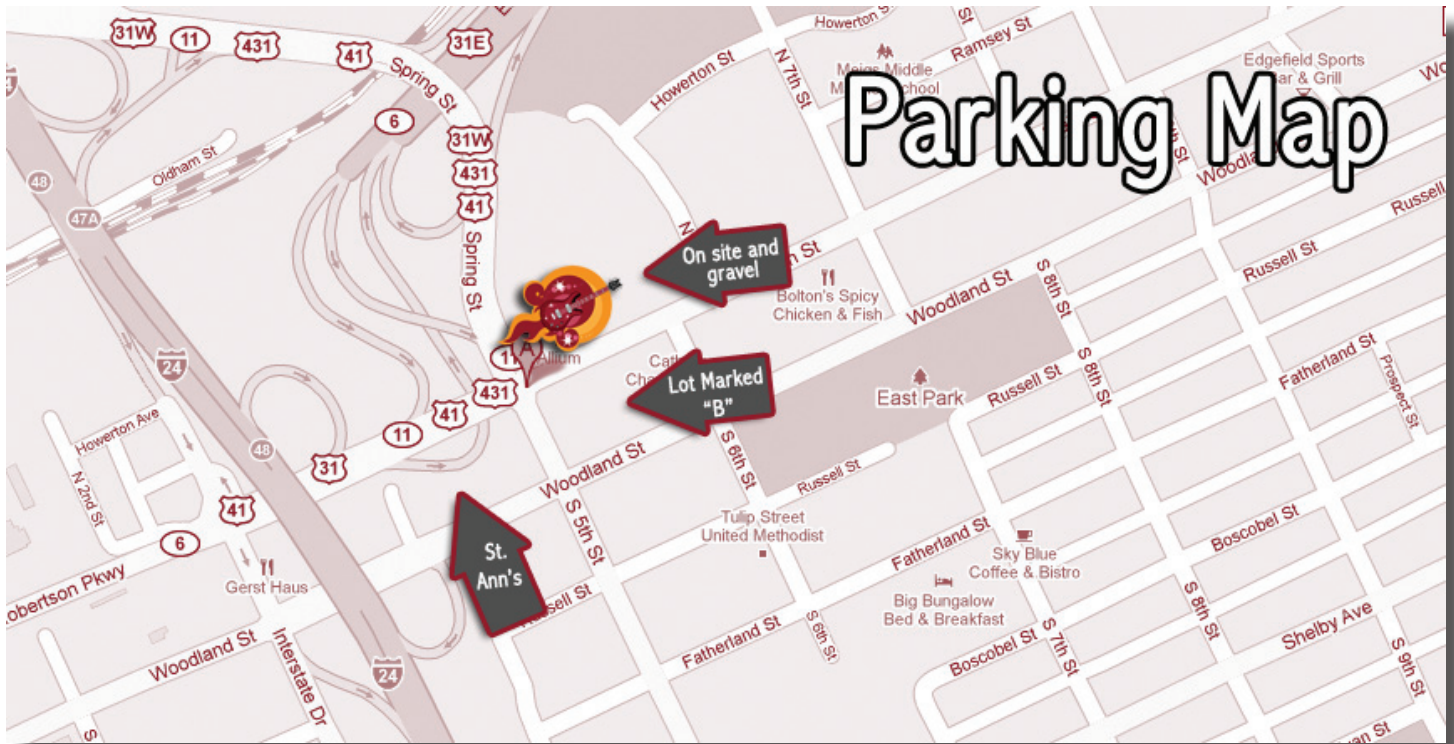 31W
11
431
41
31E
Spring St
6
31W
431
41
Spring St
Oldham St
48
47A
24
Howerton St
Howerton St
N 7th St
Ramsey St
Meigs Middle
Edgefield Sports
Bar & Grill
Parking Map
Woodland St
Russell St
Russell St
On site and
gravel
Bolton's Spicy
Chicken & Fish
Woodland St
S 8th St
A
Allium
11
431
41
11
31
Lot Marked
"B"
East Park
Russell St
S 8th St
Fatherland St
Prospect St
Howerton Ave
N 2nd St
48
41
6
Woodland St
S 6th St
Russell St
S 5th St
St.
Ann's
Tulip Street
United Methodist
Fatherland St
Sky Blue
Coffee & Bistro
Boscobel St
Gerst Haus
Robertson Pkwy
Big Bungalow
Bed & Breakfast
S 6th St
S 7th St
S 8th St
Shelby Ave
Woodland St
Interstate Dr
24
Fatherland St
Boscobel St
S 9th St
S